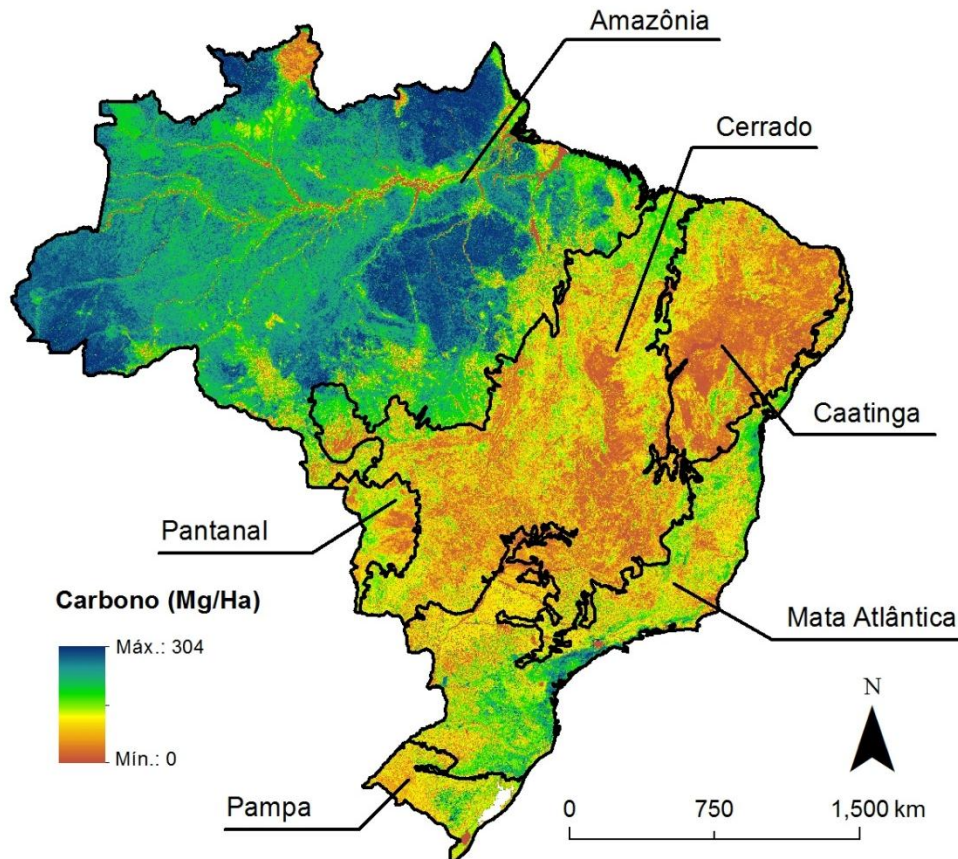 Amazônia
Cerrado
Caatinga
Pantanal
Carbono (Mg/Ha)
Máx.: 304
Mín.: 0
Mata Atlântica
N
Pampa
0 750 1,500 km